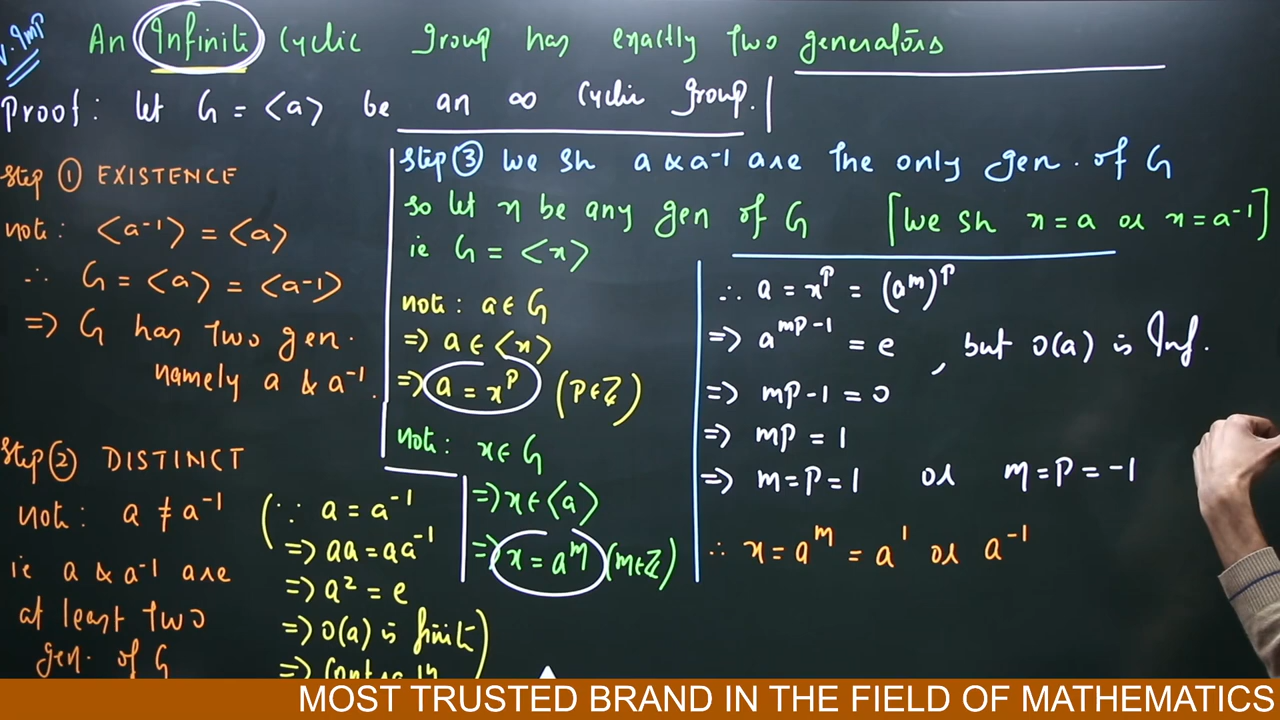 V. Imp
An Infinite Cyclic group has exactly two generators
Proof: let G = <a> be an ∞ cyclic group.
Step ① EXISTENCE
note: <a-1> = <a>
∴ G = <a> = <a-1>
=> G has two gen.
namely a & a-1.
Step ② DISTINCT
note: a ≠ a-1
ie a & a-1 are
at least two
gen. of G
(∵ a = a-1
=> aa = aa-1
=> a² = e
=> o(a) is finite)
Step ③ We sh a & a-1 are the only gen. of G
so let x be any gen of G [We sh x = a or x = a-1]
ie G = <x>
note: a ∈ G
=> a ∈ <x>
=> a = x^p (p∈Z)
note: x ∈ G
=> x ∈ <a>
=> x = a^m (m∈Z)
∴ a = x^p = (a^m)^p
=> a^mp-1 = e , but o(a) is Inf.
=> mp-1 = 0
=> mp = 1
=> m = p = 1 or m = p = -1
∴ x = a^m = a^1 or a^-1
MOST TRUSTED BRAND IN THE FIELD OF MATHEMATICS